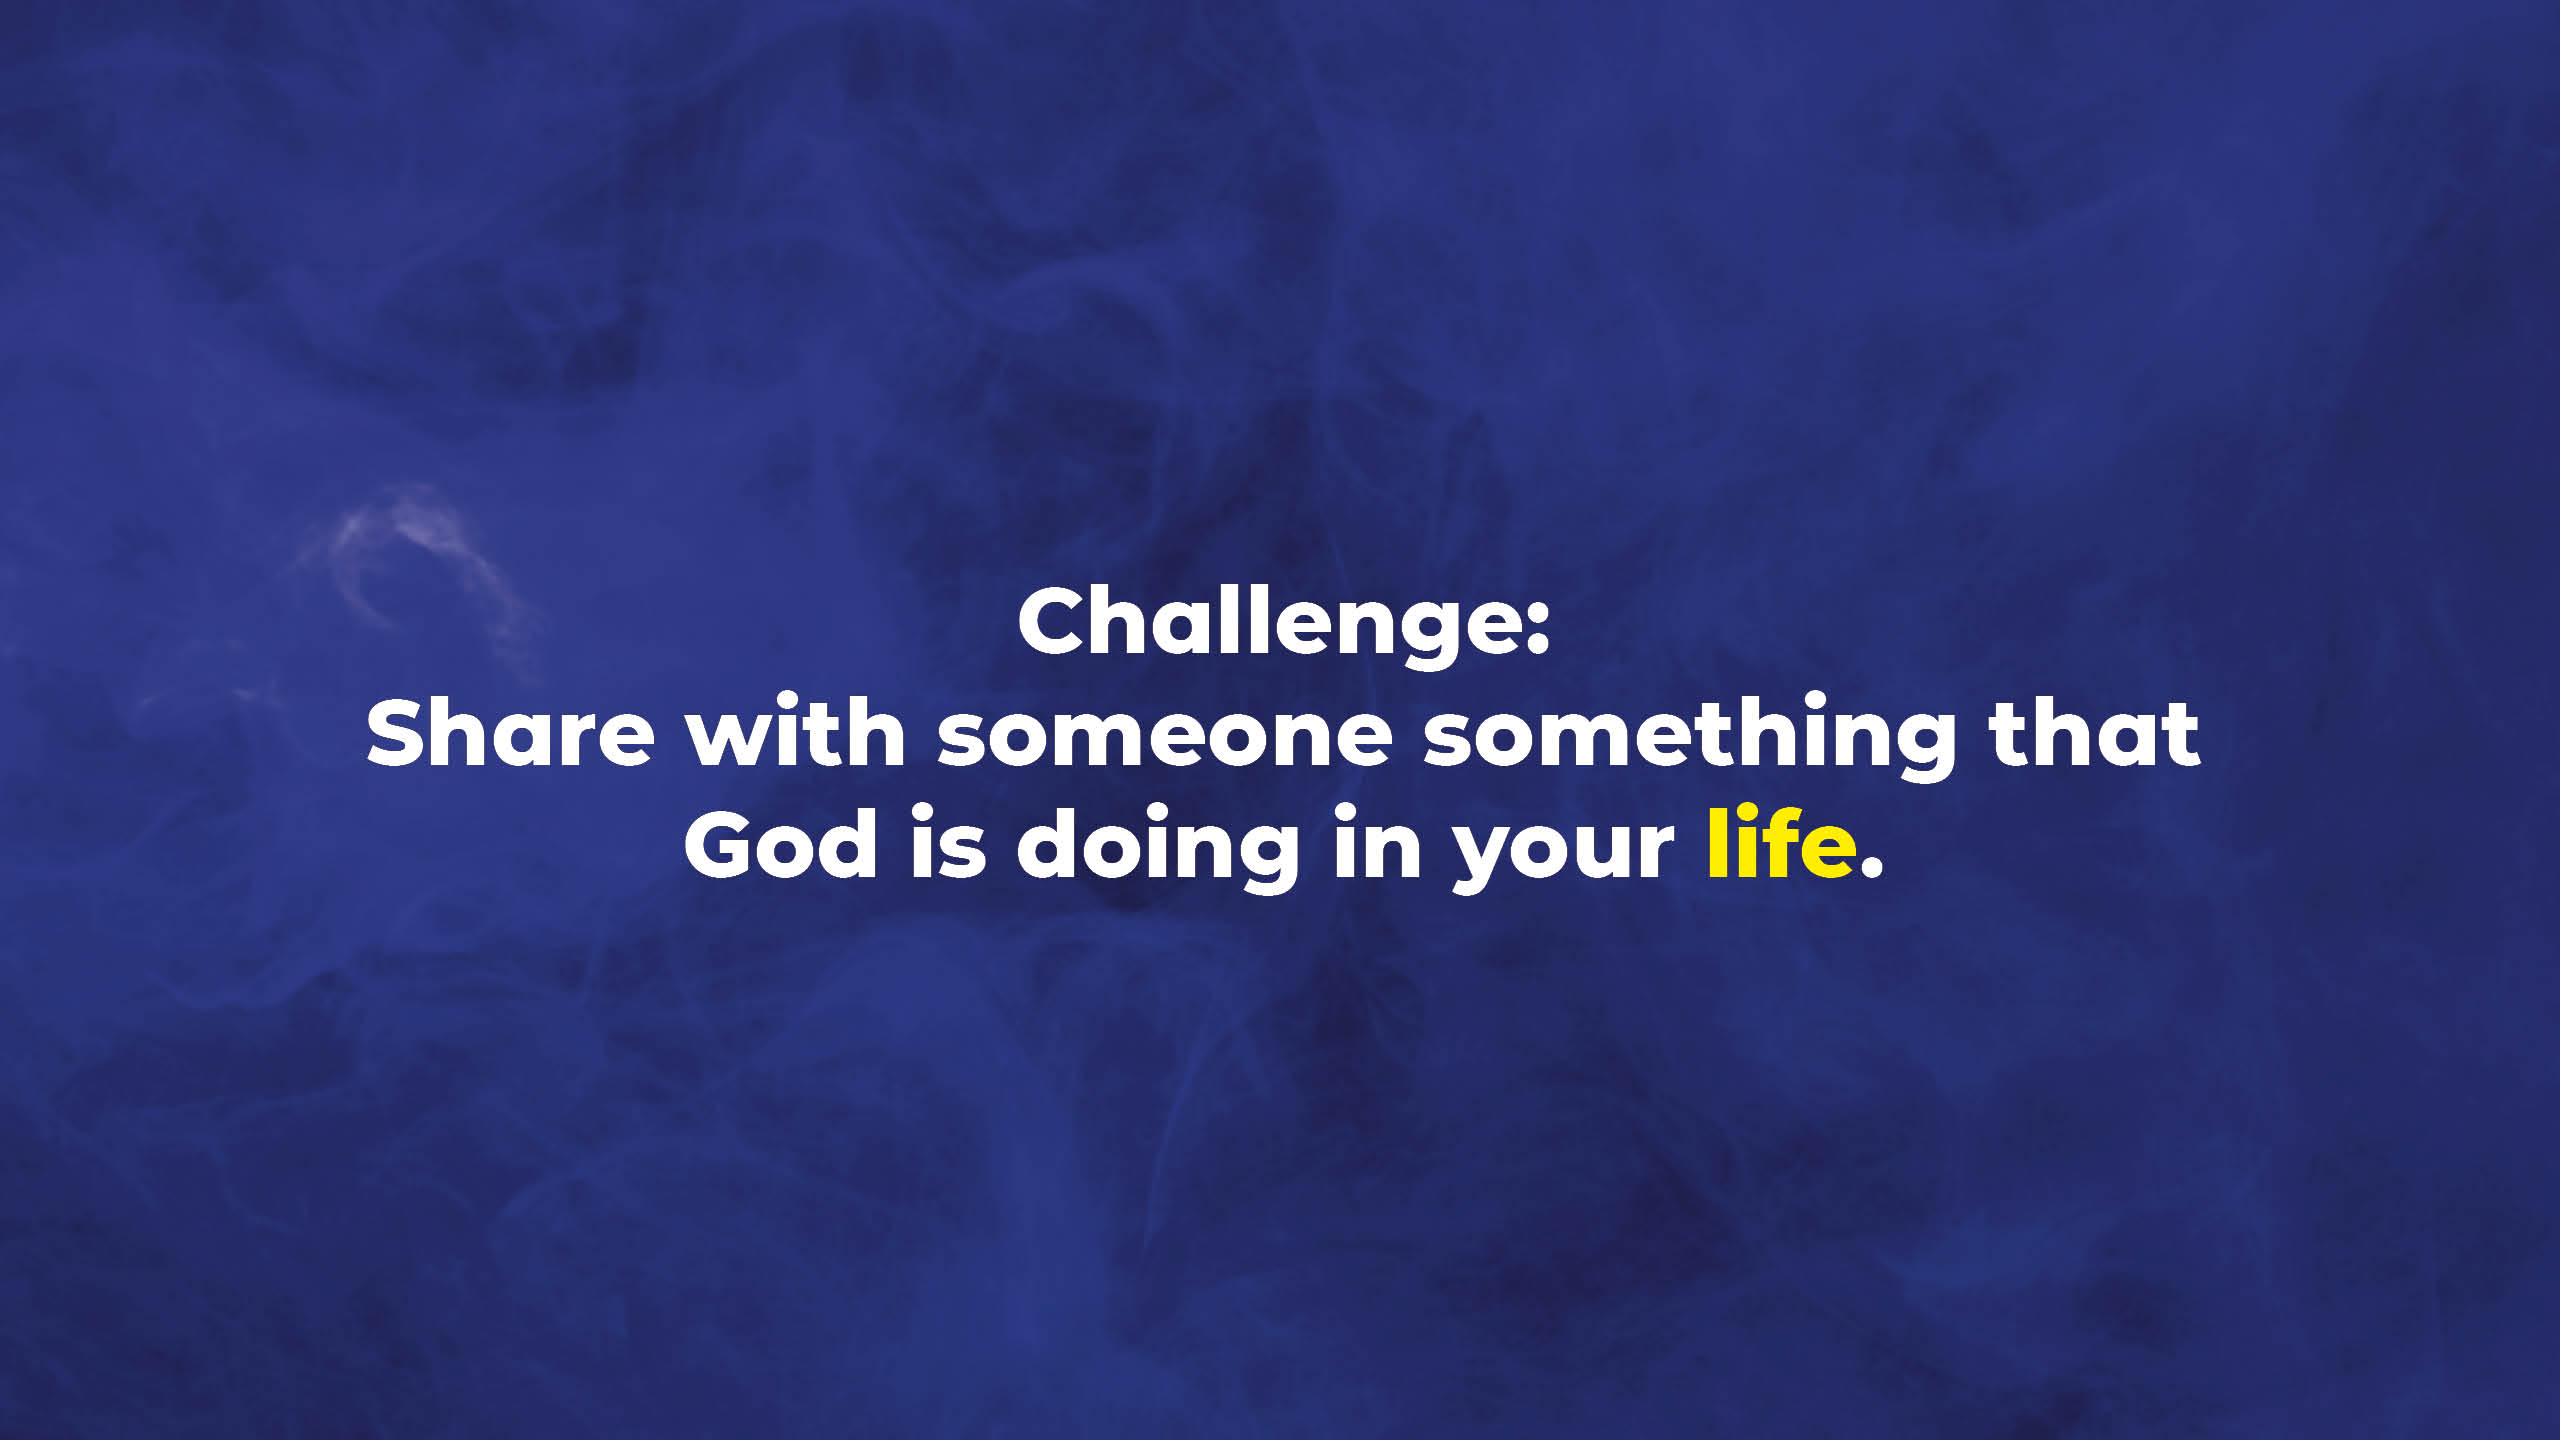 Challenge:
Share with someone something that
God is doing in your life.